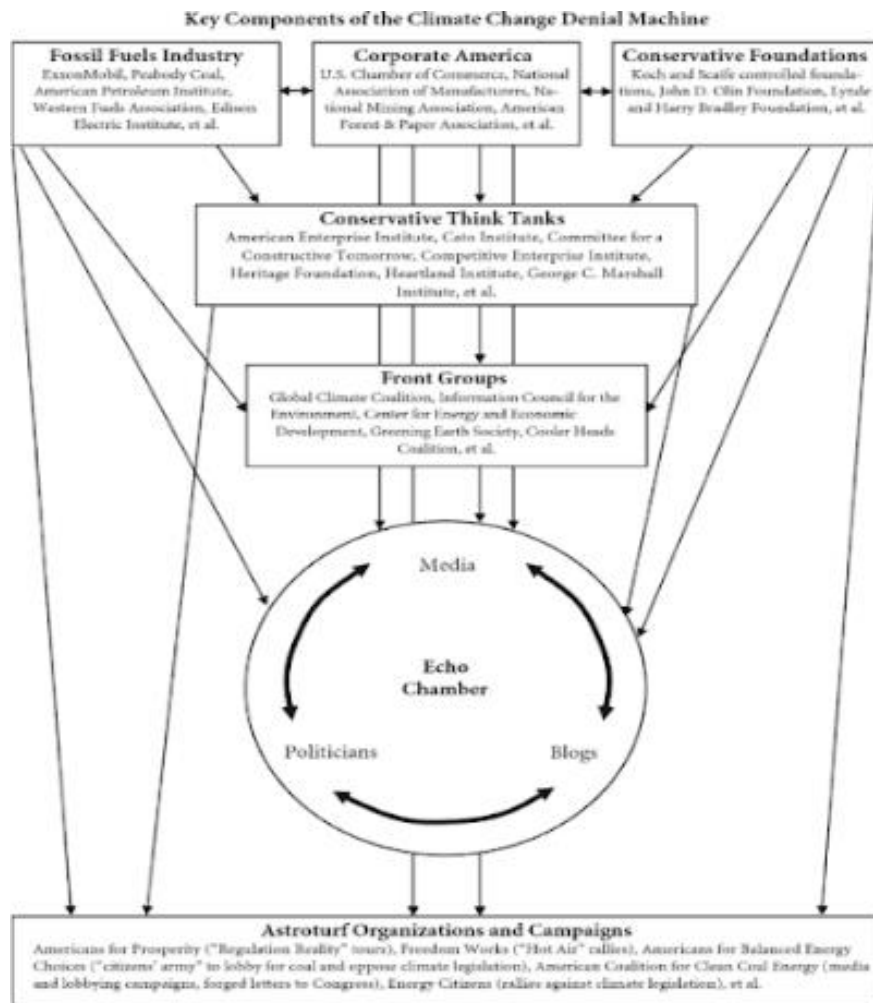 Key Components of the Climate Change Denial Machine
Fossil Fuels Industry
ExxonMobil, Peabody Coal,
American Petroleum Institute,
Western Fuels Association, Edison
Electric Institute, et al.
Corporate America
U.S. Chamber of Commerce, National
Association of Manufacturers, Na-
tional Mining Association, American
Forest & Paper Association, et al.
Conservative Foundations
Koch and Scaife controlled founda-
tions, John D. Olin Foundation, Lynde
and Harry Bradley Foundation, et al.
Conservative Think Tanks
American Enterprise Institute, Cato Institute, Committee for a
Constructive Tomorrow, Competitive Enterprise Institute,
Heritage Foundation, Heartland Institute, George C. Marshall
Institute, et al.
Front Groups
Global Climate Coalition, Information Council for the
Environment, Center for Energy and Economic
Development, Greening Earth Society, Cooler Heads
Coalition, et al.
Media
Echo
Chamber
Politicians
Blogs
Astroturf Organizations and Campaigns
Americans for Prosperity ("Regulation Reality" tours), Freedom Works ("Hot Air" rallies), Americans for Balanced Energy
Choices ("citizens' army" to lobby for coal and oppose climate legislation), American Coalition for Clean Coal Energy (media
and lobbying campaigns, forged letters to Congress), Energy Citizens (rallies against climate legislation), et al.